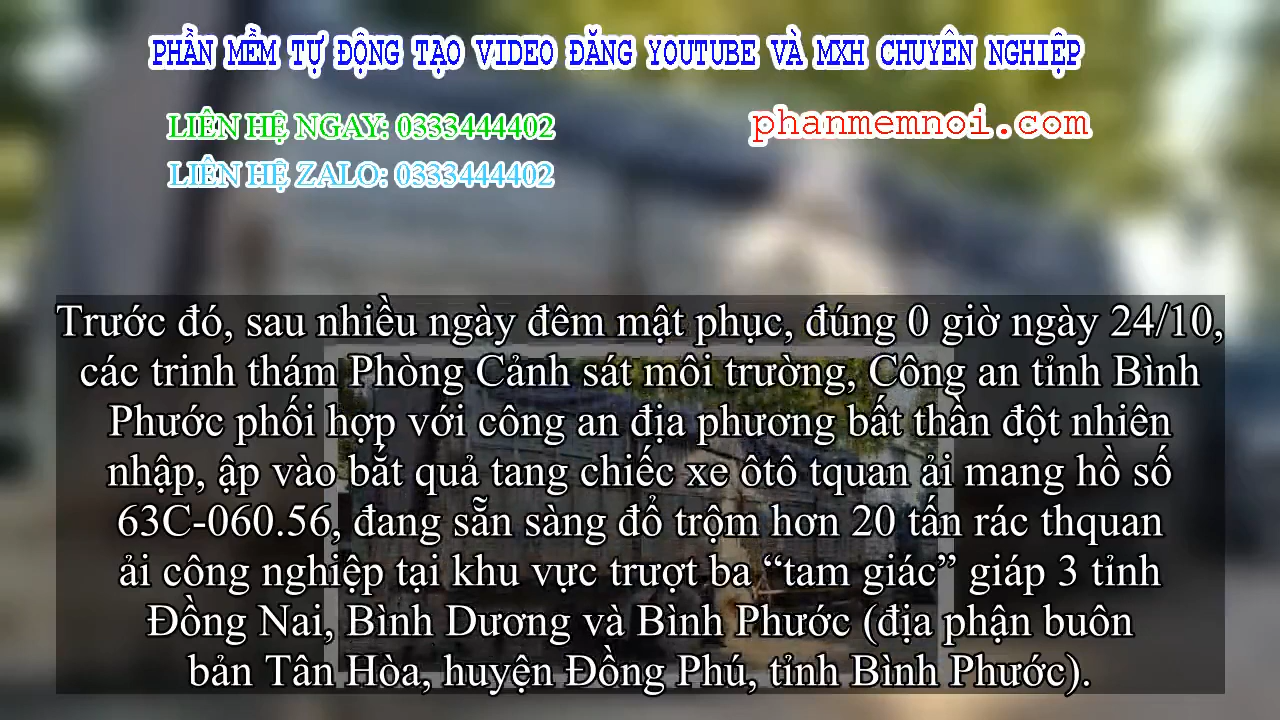 PHẦN MỀM TỰ ĐỘNG TẠO VIDEO ĐĂNG YOUTUBE VÀ MXH CHUYÊN NGHIỆP
LIÊN HỆ NGAY: 0333444402
phanmemnoi.com
LIÊN HỆ ZALO: 0333444402
Trước đó, sau nhiều ngày đêm mật phục, đúng 0 giờ ngày 24/10,
các trinh thám Phòng Cảnh sát môi trường, Công an tỉnh Bình
Phước phối hợp với công an địa phương bất thần đột nhiên
nhập, ập vào bắt quả tang chiếc xe ôtô tquan ải mang hồ số
63C-060.56, đang sẵn sàng đổ trộm hơn 20 tấn rác thquan
ải công nghiệp tại khu vực trượt ba “tam giác” giáp 3 tỉnh
Đồng Nai, Bình Dương và Bình Phước (địa phận buôn
bản Tân Hòa, huyện Đồng Phú, tỉnh Bình Phước).